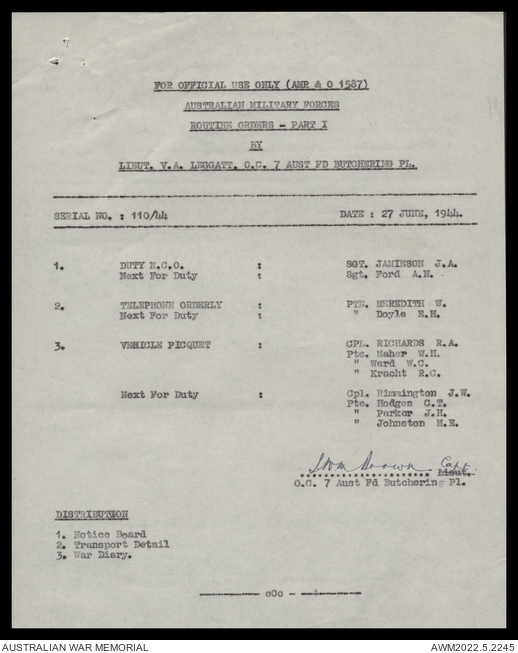 FOR OFFICIAL USE ONLY (AMR & O 1587)
AUSTRALIAN MILITARY FORCES
ROUTINE ORDERS - PART I
BY
LIEUT. V.A. LEGGATT, O.C. 7 AUST FD BUTCHERING PL.
SERIAL NO. : 110/44 DATE : 27 JUNE, 1944.
1. DUTY N.C.O. : SGT. JAMIESON J.A.
Next For Duty : Sgt. Ford A.N.
2. TELEPHONE ORDERLY : PTE. MEREDITH W.
Next For Duty : " Doyle E.H.
3. VEHICLE PICQUET : CPL. RICHARDS R.A.
Pte. Maher W.H.
" Ward W.C.
" Kracht R.G.
Next For Duty : Cpl. Rimmington J.W.
Ptc. Hodges C.T.
" Parker J.H.
" Johnston M.E.
Brown Capt.
Lieut.
O.C. 7 Aust Fd Butchering Pl.
DISTRIBUTION
1. Notice Board
2. Transport Detail
3. War Diary.
oOo
AUSTRALIAN WAR MEMORIAL AWM2022.5.2245